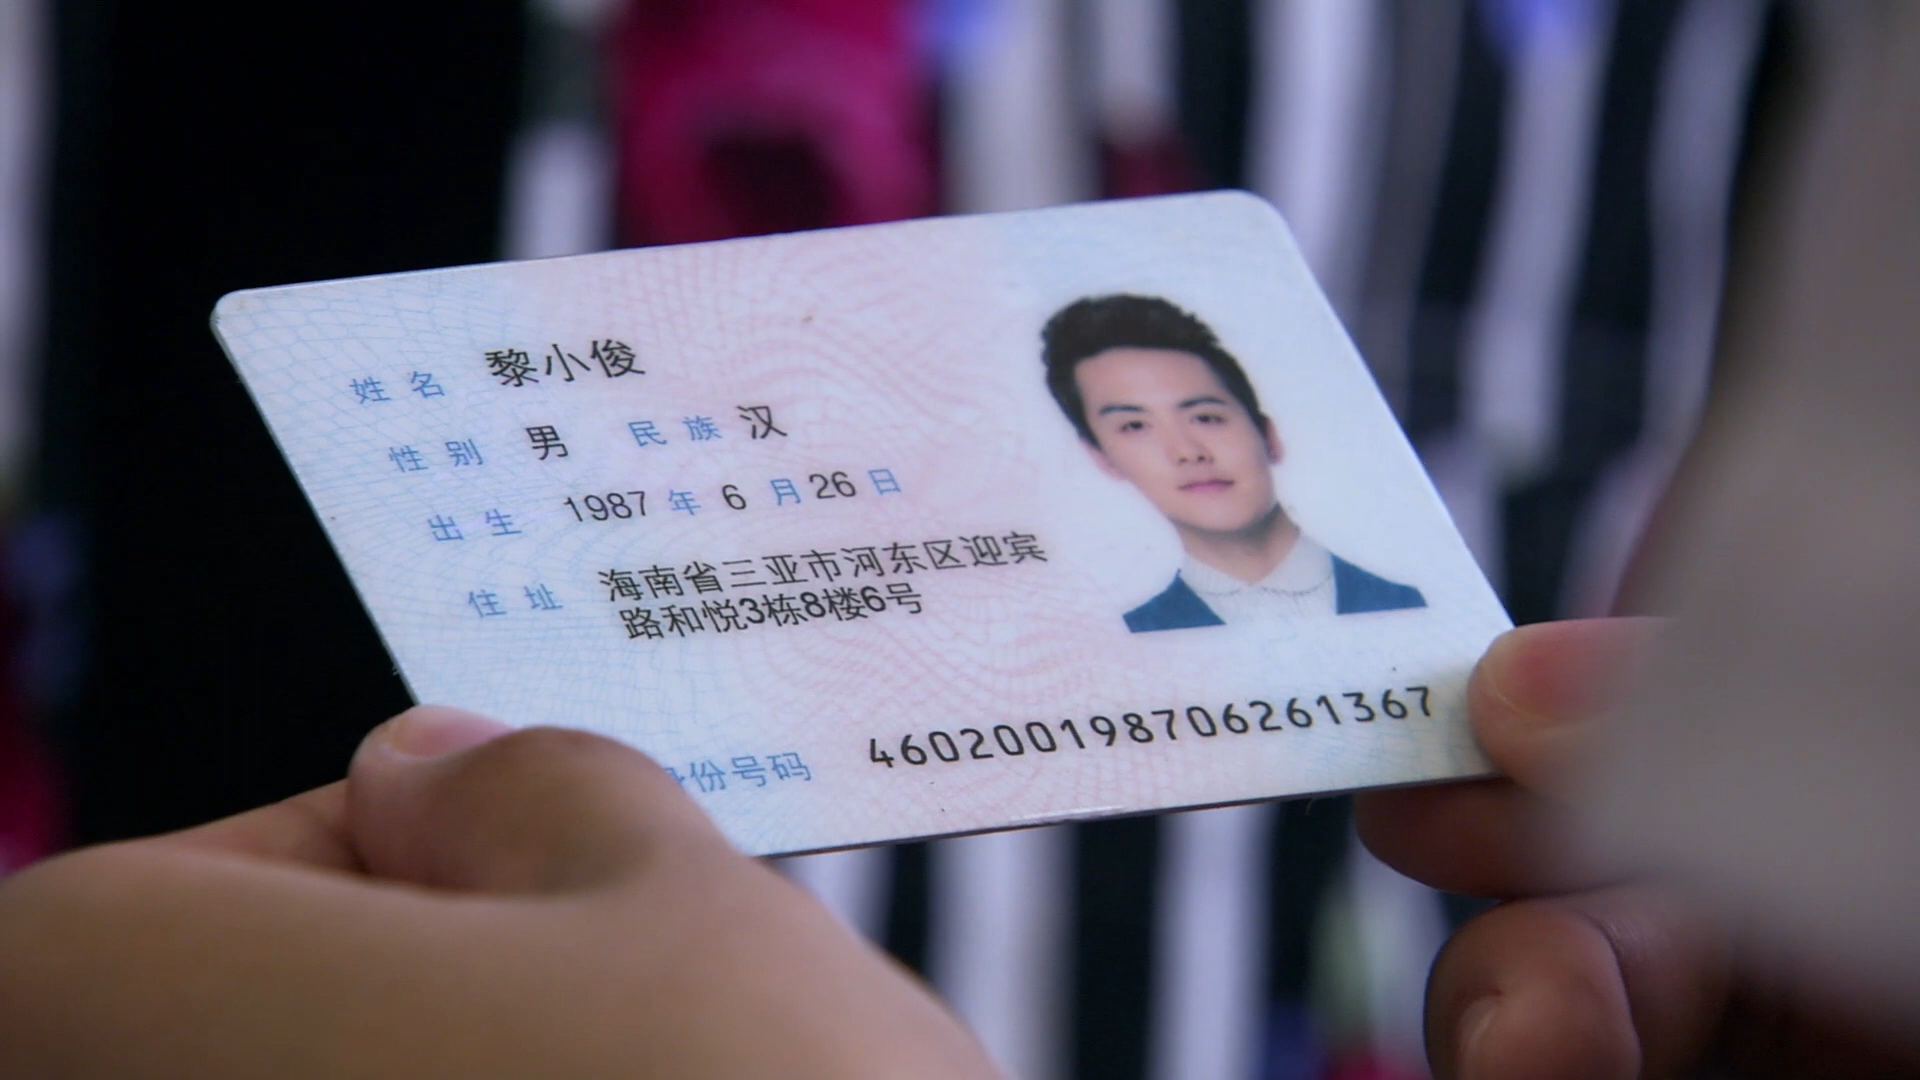 姓名 黎小俊
性别 男 民族 汉
出生 1987 年 6 月 26 日
住址 海南省三亚市河东区迎宾
路和悦3栋8楼6号
份号码 460200198706261367